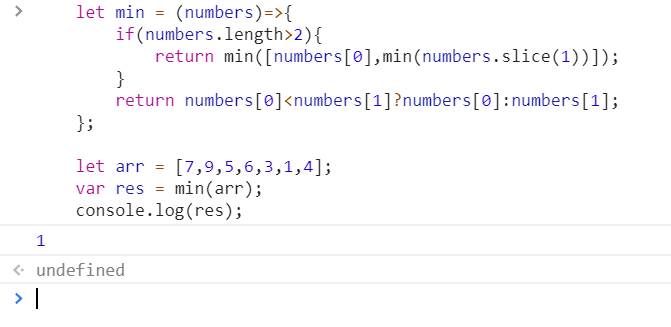 let min = (numbers)=>{
if(numbers.length>2){
return min([numbers[0],min(numbers.slice(1))]);
}
return numbers[0]<numbers[1]?numbers[0]:numbers[1];
};
let arr = [7,9,5,6,3,1,4];
var res = min(arr);
console.log(res);
1
undefined